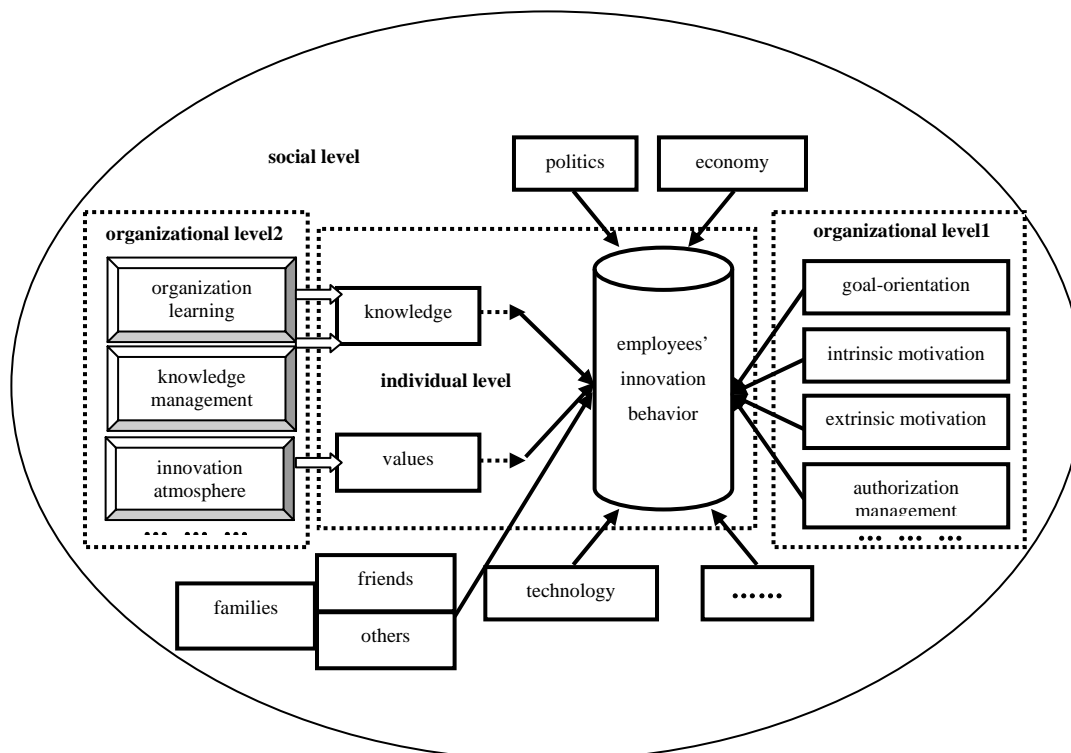 social level
politics
economy
organizational level2
organization
learning
knowledge
management
innovation
atmosphere
... ... ...
knowledge
individual level
values
employees’
innovation
behavior
organizational level1
goal-orientation
intrinsic motivation
extrinsic motivation
authorization
management
... ... ...
families
friends
others
technology
……